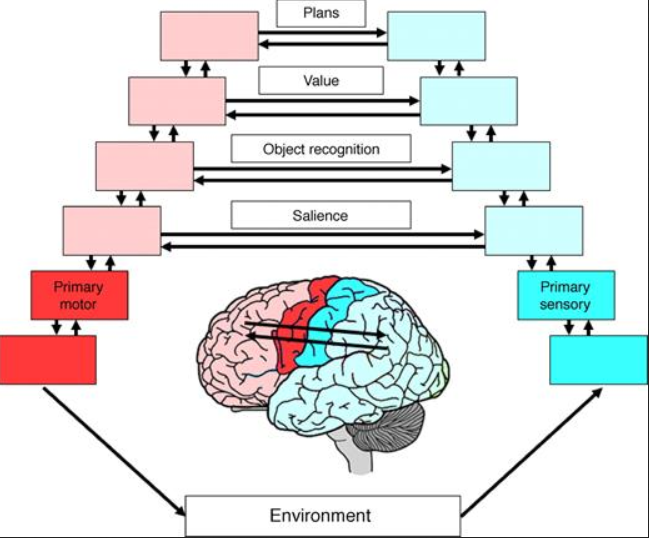 Plans
Value
Object recognition
Salience
Primary
motor
Primary
sensory
Environment